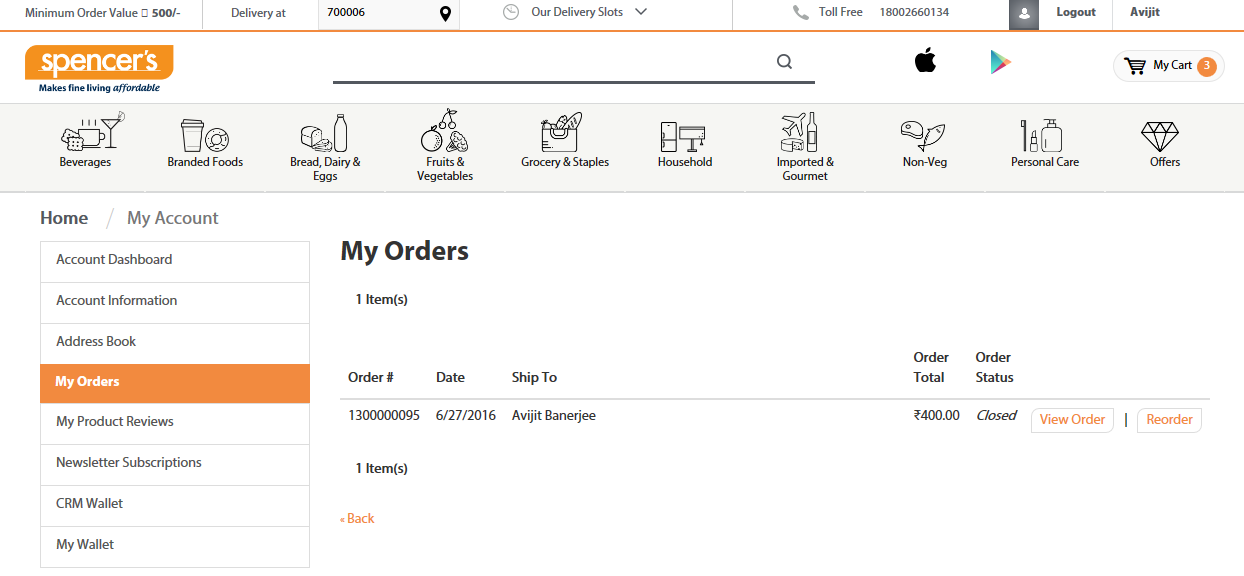 Minimum Order Value 500/-
Delivery at
700006
Our Delivery Slots
Toll Free 18002660134
Logout
Avijit
spencer's
Makes fine living affordable
My Cart 3
Beverages
Branded Foods
Bread, Dairy &
Eggs
Fruits &
Vegetables
Grocery & Staples
Household
Imported &
Gourmet
Non-Veg
Personal Care
Offers
Home / My Account
Account Dashboard
Account Information
Address Book
My Orders
My Product Reviews
Newsletter Subscriptions
CRM Wallet
My Wallet
My Orders
1 Item(s)
Order # Date Ship To Order Total Order Status
1300000095 6/27/2016 Avijit Banerjee ₹400.00 Closed View Order | Reorder
1 Item(s)
« Back